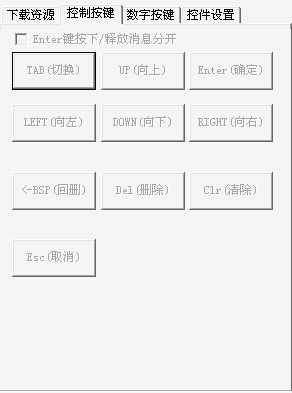 下载资源 控制按键 数字按键 控件设置
Enter键按下/释放消息分开
TAB(切换) UP(向上) Enter(确定)
LEFT(向左) DOWN(向下) RIGHT(向右)
<-BSP(回删) Del(删除) Clr(清除)
Esc(取消)